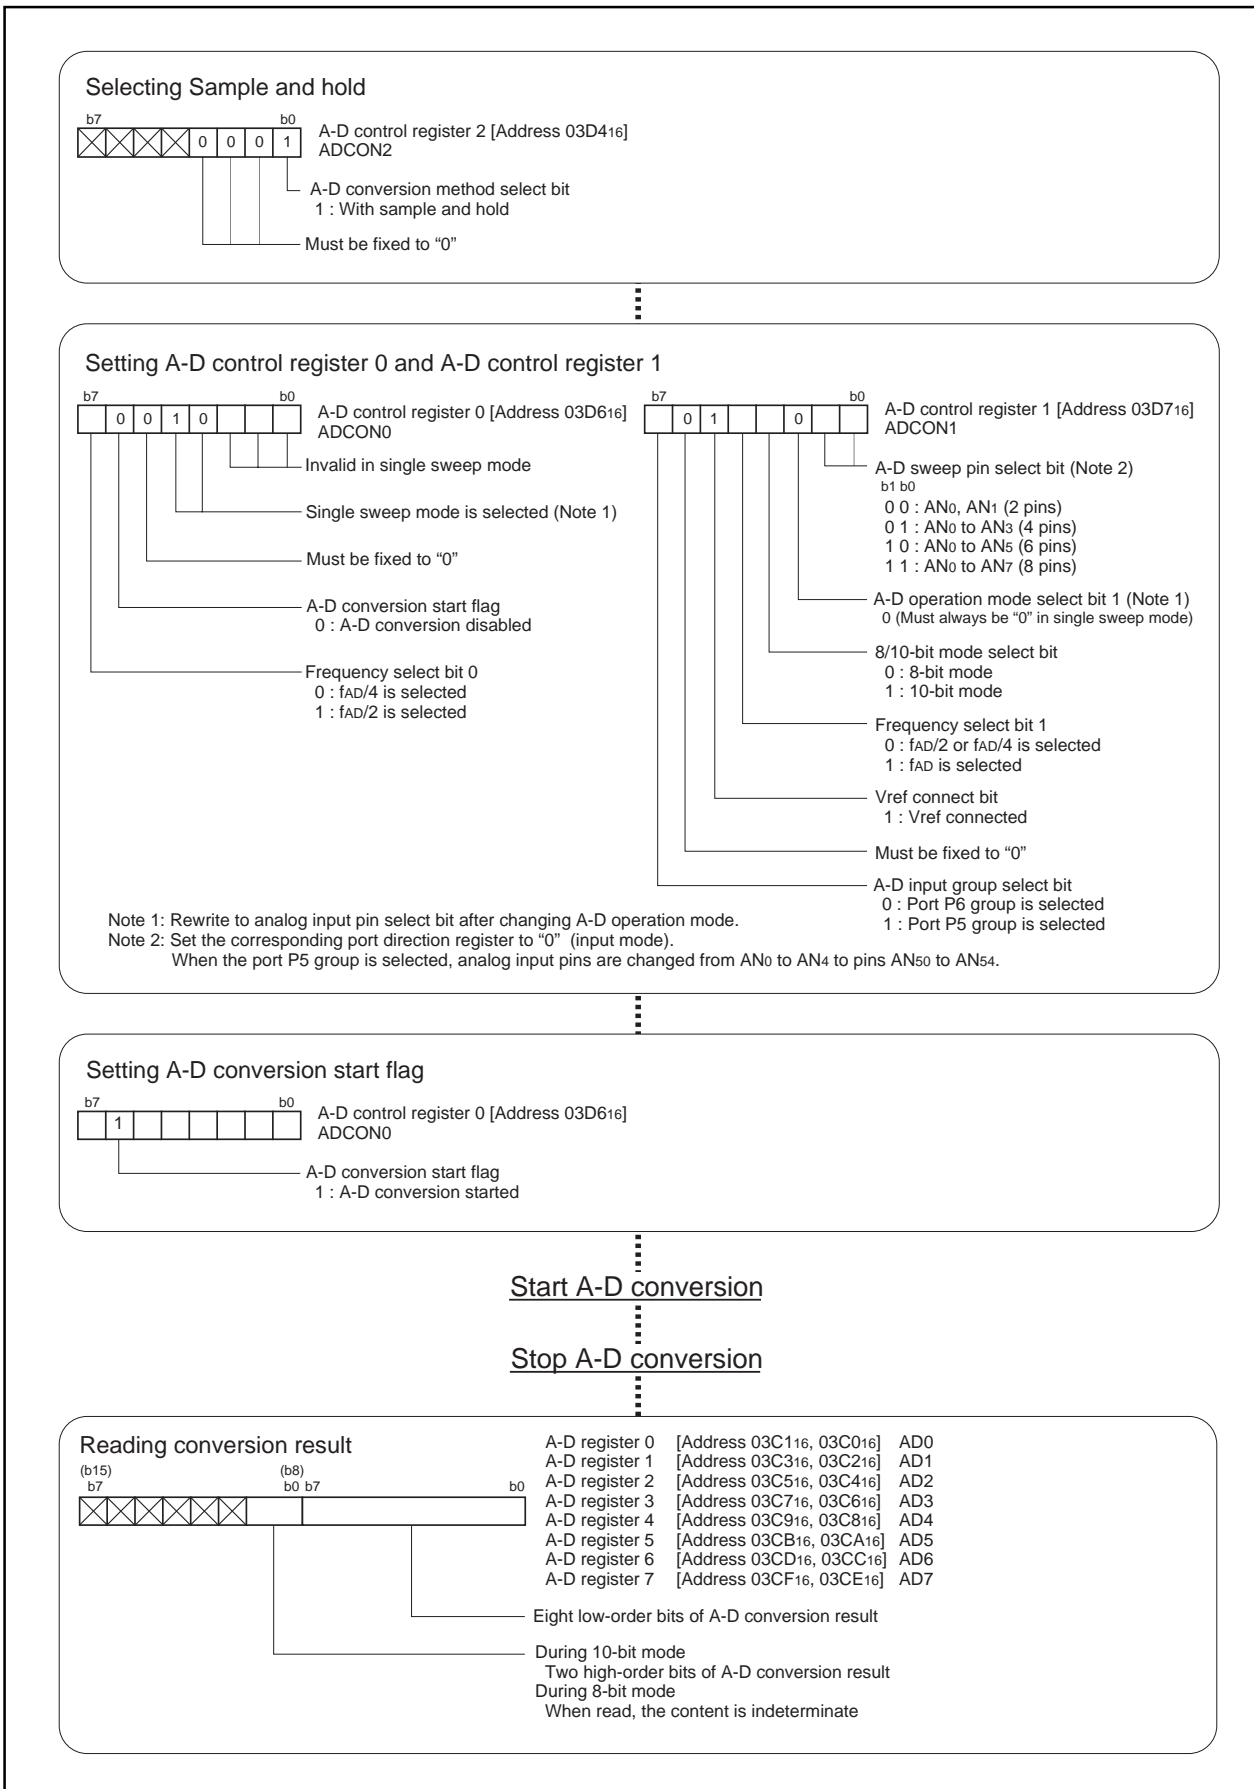 Selecting Sample and hold
b7 b0
0 0 0 1
A-D control register 2 [Address 03D416]
ADCON2
A-D conversion method select bit
1 : With sample and hold
Must be fixed to “0”
Setting A-D control register 0 and A-D control register 1
b7 b0
0 0 1 0
A-D control register 0 [Address 03D616]
ADCON0
Invalid in single sweep mode
Single sweep mode is selected (Note 1)
Must be fixed to “0”
A-D conversion start flag
0 : A-D conversion disabled
Frequency select bit 0
0 : fAD/4 is selected
1 : fAD/2 is selected
b7 b0
0 1 0
A-D control register 1 [Address 03D716]
ADCON1
A-D sweep pin select bit (Note 2)
b1 b0
0 0 : AN0, AN1 (2 pins)
0 1 : AN0 to AN3 (4 pins)
1 0 : AN0 to AN5 (6 pins)
1 1 : AN0 to AN7 (8 pins)
A-D operation mode select bit 1 (Note 1)
0 (Must always be “0” in single sweep mode)
8/10-bit mode select bit
0 : 8-bit mode
1 : 10-bit mode
Frequency select bit 1
0 : fAD/2 or fAD/4 is selected
1 : fAD is selected
Vref connect bit
1 : Vref connected
Must be fixed to “0”
A-D input group select bit
0 : Port P6 group is selected
1 : Port P5 group is selected
Note 1: Rewrite to analog input pin select bit after changing A-D operation mode.
Note 2: Set the corresponding port direction register to “0” (input mode).
When the port P5 group is selected, analog input pins are changed from AN0 to AN4 to pins AN50 to AN54.
Setting A-D conversion start flag
b7 b0
1
A-D control register 0 [Address 03D616]
ADCON0
A-D conversion start flag
1 : A-D conversion started
Start A-D conversion
Stop A-D conversion
Reading conversion result
(b15) (b8)
b7 b0 b7 b0
A-D register 0 [Address 03C116, 03C016] AD0
A-D register 1 [Address 03C316, 03C216] AD1
A-D register 2 [Address 03C516, 03C416] AD2
A-D register 3 [Address 03C716, 03C616] AD3
A-D register 4 [Address 03C916, 03C816] AD4
A-D register 5 [Address 03CB16, 03CA16] AD5
A-D register 6 [Address 03CD16, 03CC16] AD6
A-D register 7 [Address 03CF16, 03CE16] AD7
Eight low-order bits of A-D conversion result
During 10-bit mode
Two high-order bits of A-D conversion result
During 8-bit mode
When read, the content is indeterminate